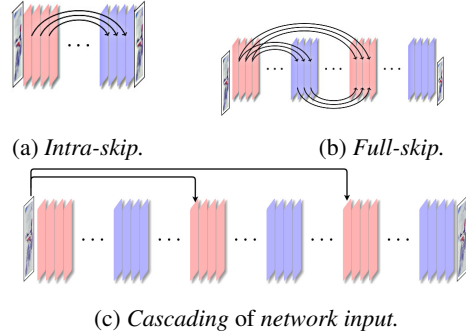 (a) Intra-skip.
(b) Full-skip.
(c) Cascading of network input.